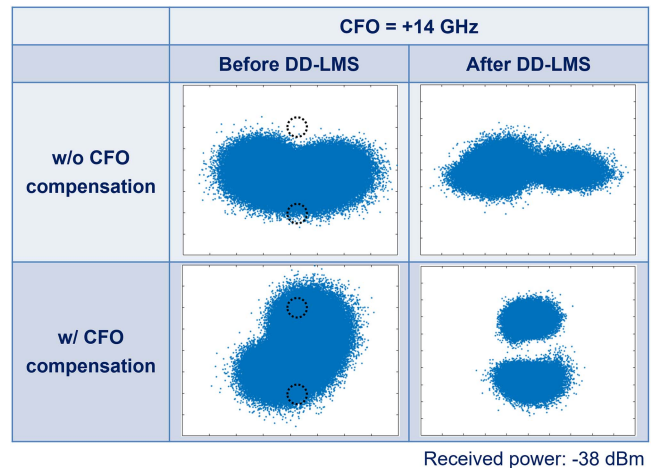 CFO = +14 GHz
Before DD-LMS
After DD-LMS
w/o CFO
compensation
w/ CFO
compensation
Received power: -38 dBm